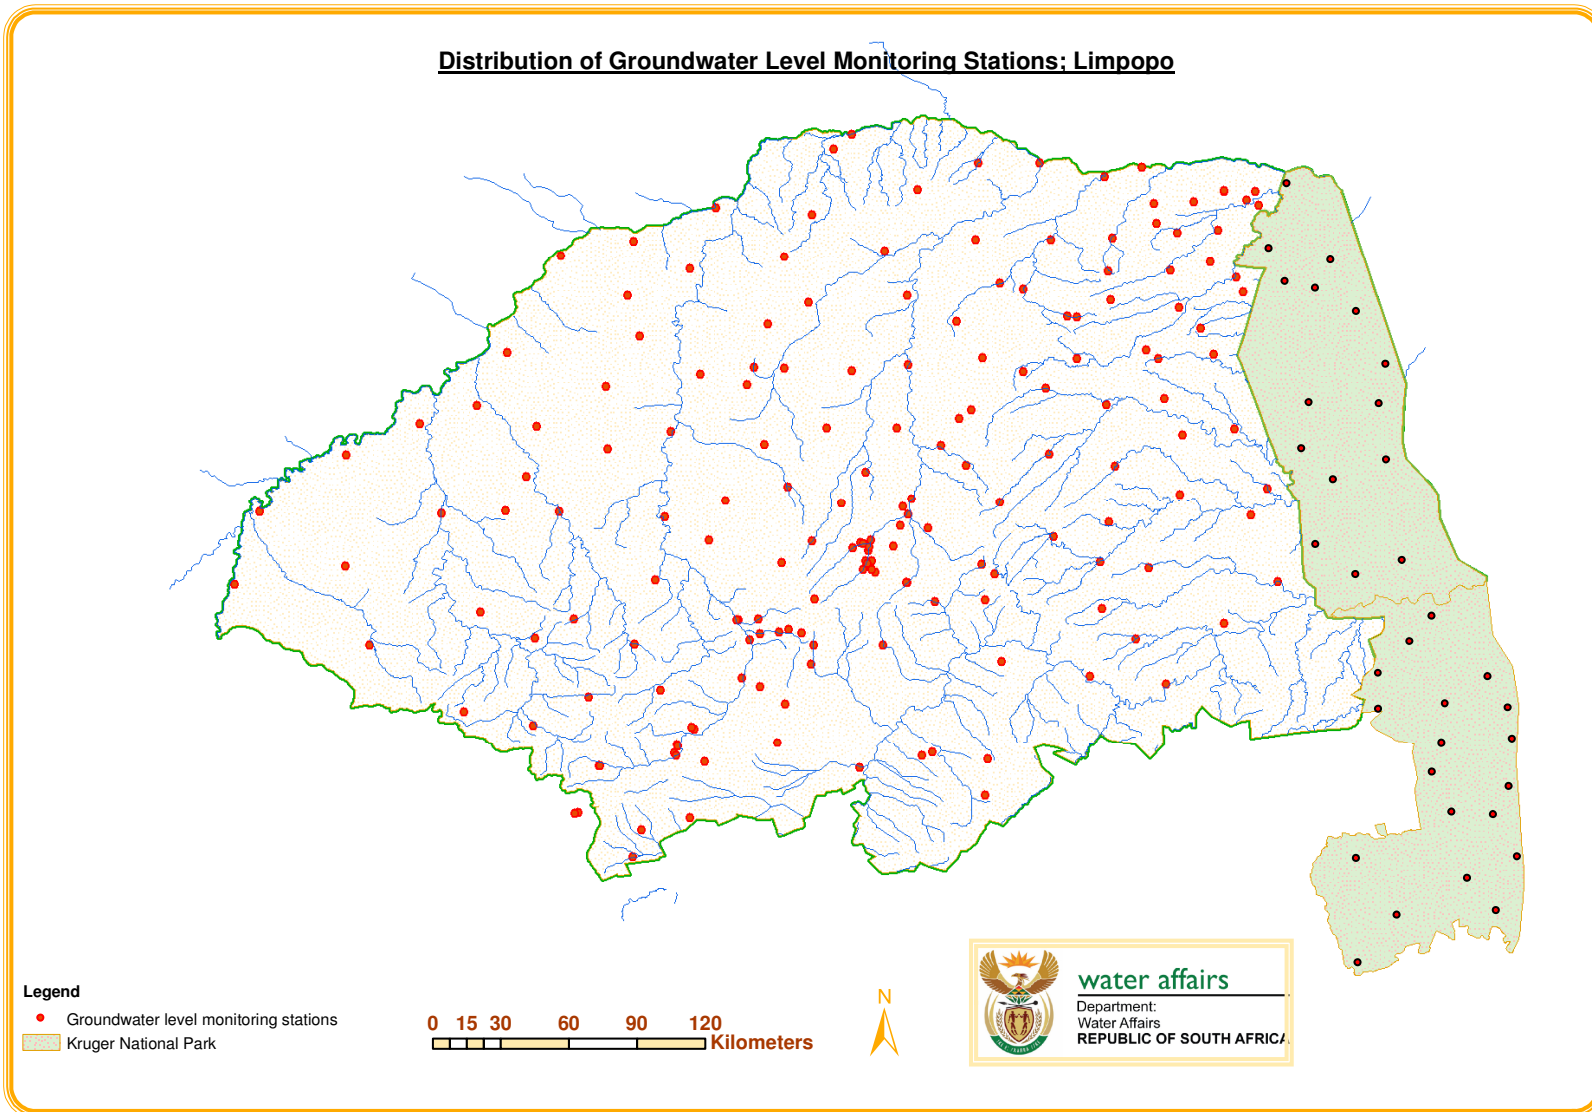 Distribution of Groundwater Level Monitoring Stations; Limpopo
Legend
Groundwater level monitoring stations
Kruger National Park
0 15 30 60 90 120
Kilometers
N
water affairs
Department:
Water Affairs
REPUBLIC OF SOUTH AFRICA